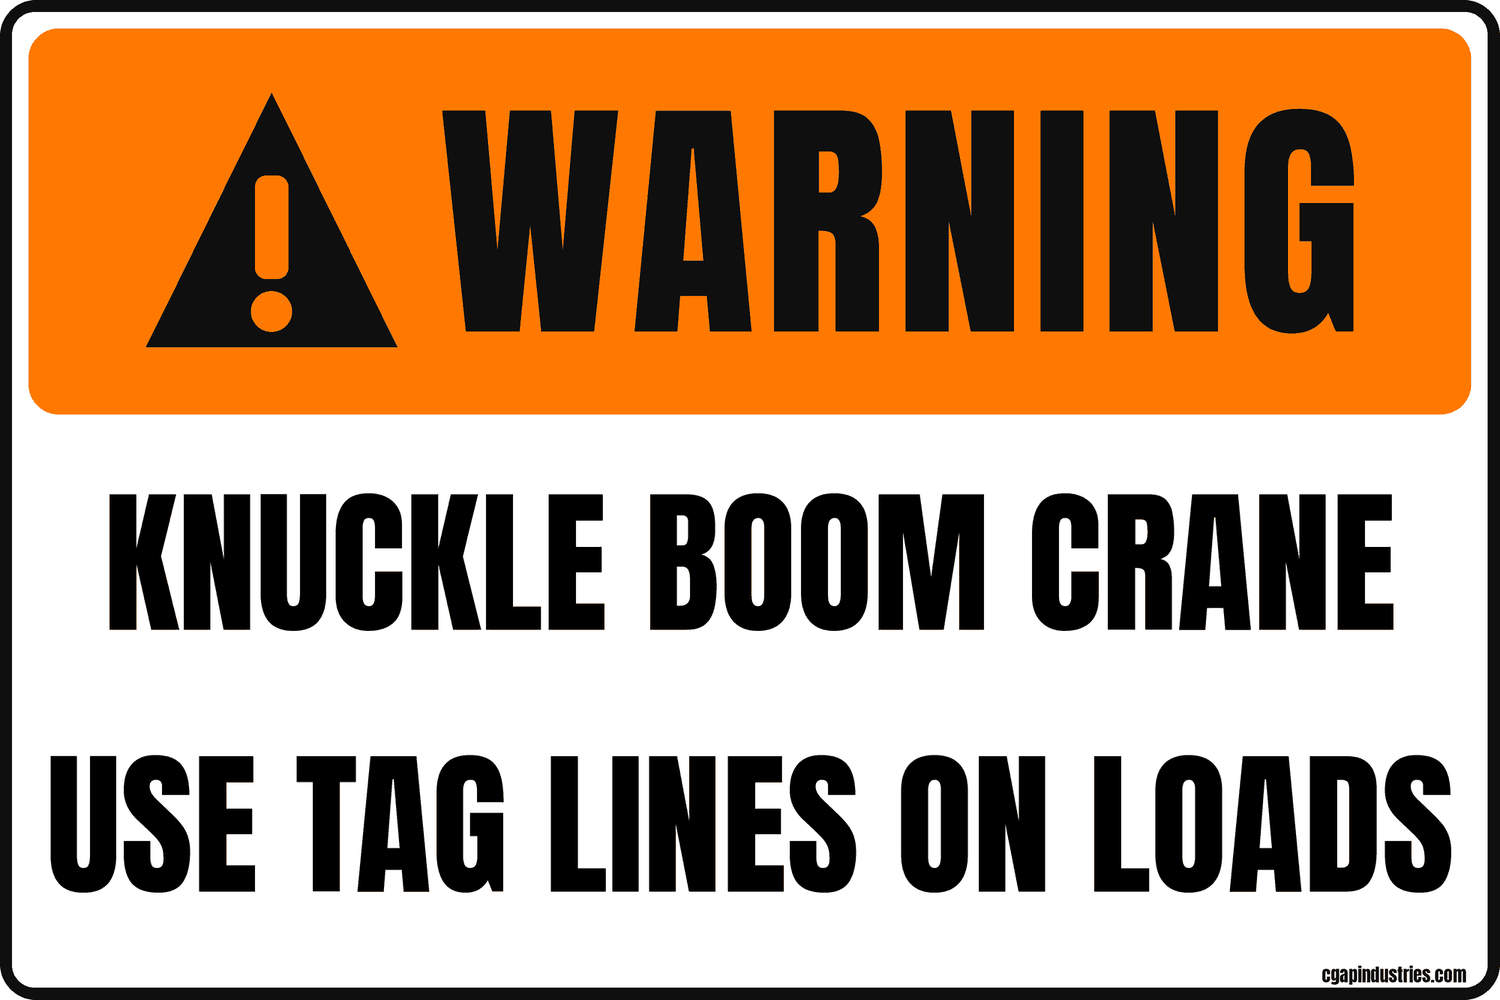 WARNING
KNUCKLE BOOM CRANE
USE TAG LINES ON LOADS
cgapindustries.com